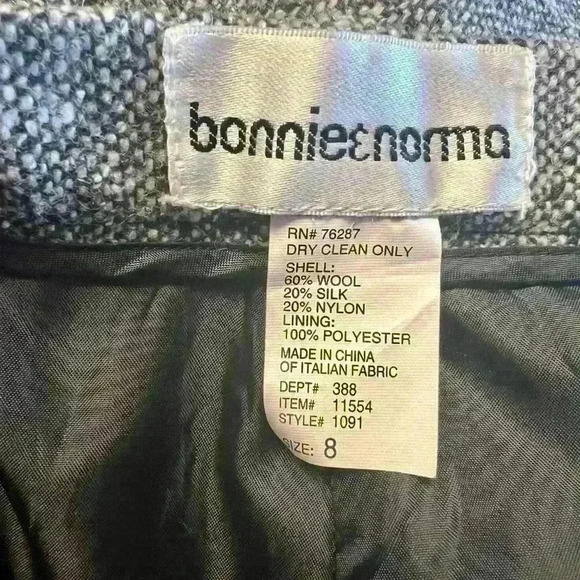 bonnie&norma
RN# 76287
DRY CLEAN ONLY
SHELL:
60% WOOL
20% SILK
20% NYLON
LINING:
100% POLYESTER
MADE IN CHINA
OF ITALIAN FABRIC
DEPT# 388
ITEM# 11554
STYLE# 1091
SIZE: 8